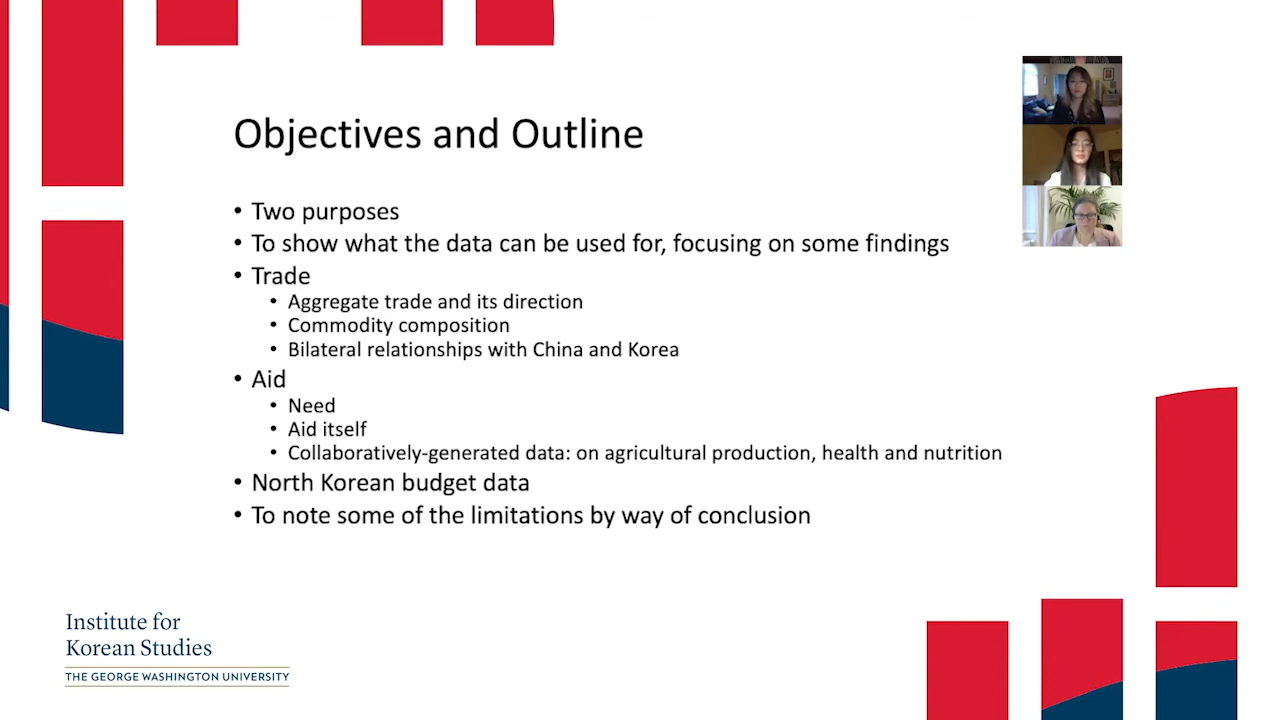 Objectives and Outline
• Two purposes
• To show what the data can be used for, focusing on some findings
• Trade
• Aggregate trade and its direction
• Commodity composition
• Bilateral relationships with China and Korea
• Aid
• Need
• Aid itself
• Collaboratively-generated data: on agricultural production, health and nutrition
• North Korean budget data
• To note some of the limitations by way of conclusion
Institute for
Korean Studies
THE GEORGE WASHINGTON UNIVERSITY